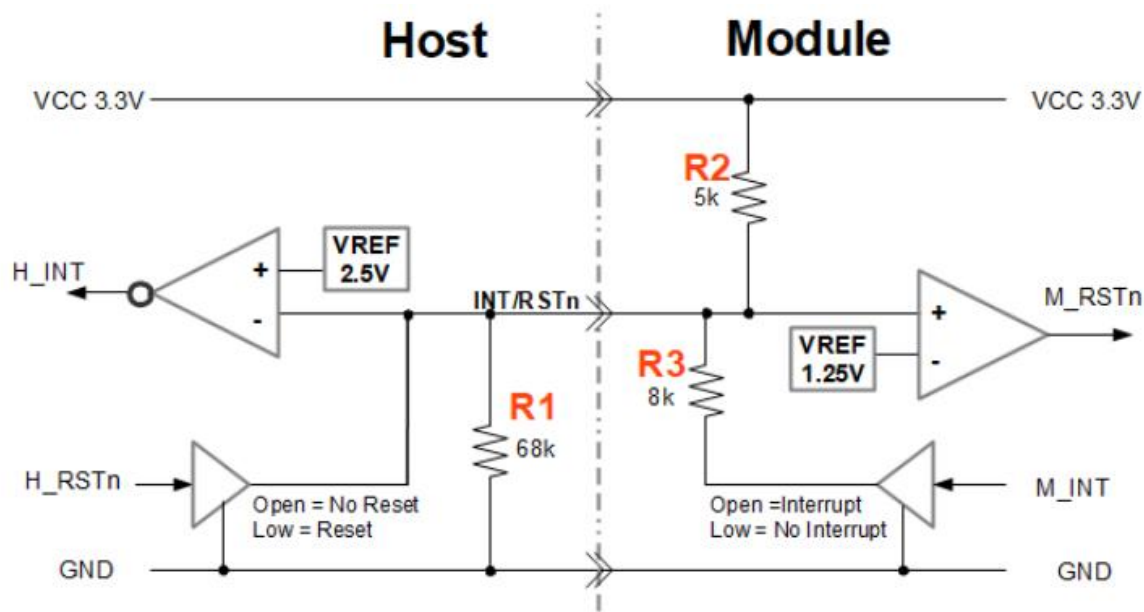 Host
Module
VCC 3.3V
VCC 3.3V
R2
5k
H_INT
+
-
VREF
2.5V
INT/RSTn
+
-
M_RSTn
VREF
1.25V
R3
8k
R1
68k
H_RSTn
Open = No Reset
Low = Reset
Open =Interrupt
Low = No Interrupt
M_INT
GND
GND